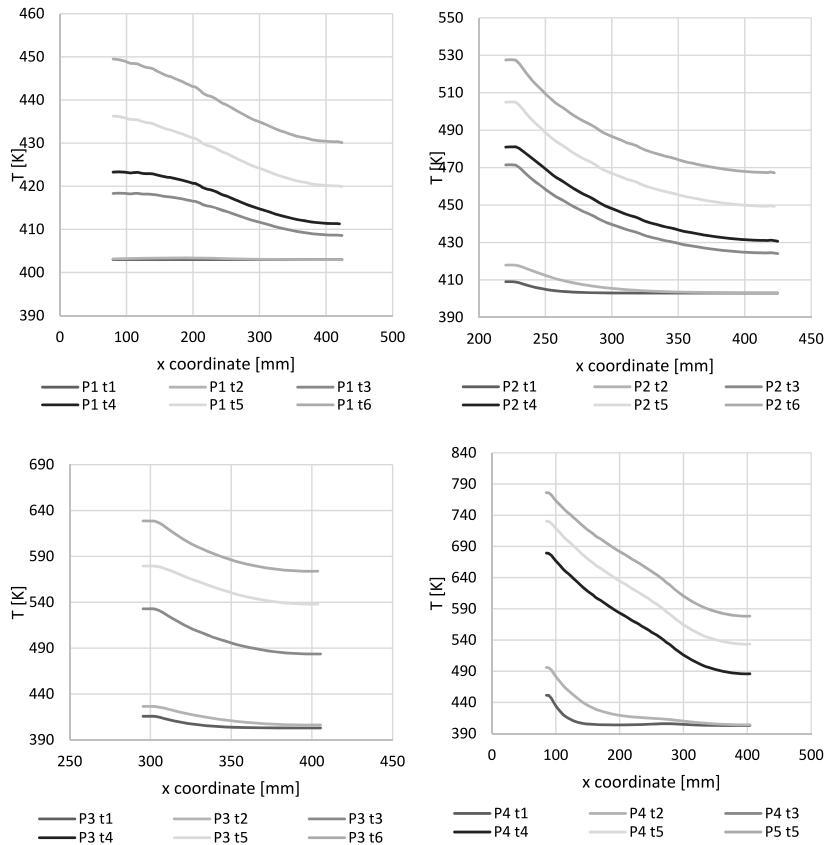 460
450
440
430
420
410
400
390
T [K]
0 100 200 300 400 500
x coordinate [mm]
P1 t1 P1 t2 P1 t3
P1 t4 P1 t5 P1 t6
550
530
510
490
470
450
430
410
390
T [K]
200 250 300 350 400 450
x coordinate [mm]
P2 t1 P2 t2 P2 t3
P2 t4 P2 t5 P2 t6
690
640
590
540
490
440
390
T [K]
250 300 350 400 450
x coordinate [mm]
P3 t1 P3 t2 P3 t3
P3 t4 P3 t5 P3 t6
840
790
740
690
640
590
540
490
440
390
T [K]
0 100 200 300 400 500
x coordinate [mm]
P4 t1 P4 t2 P4 t3
P4 t4 P4 t5 P5 t5